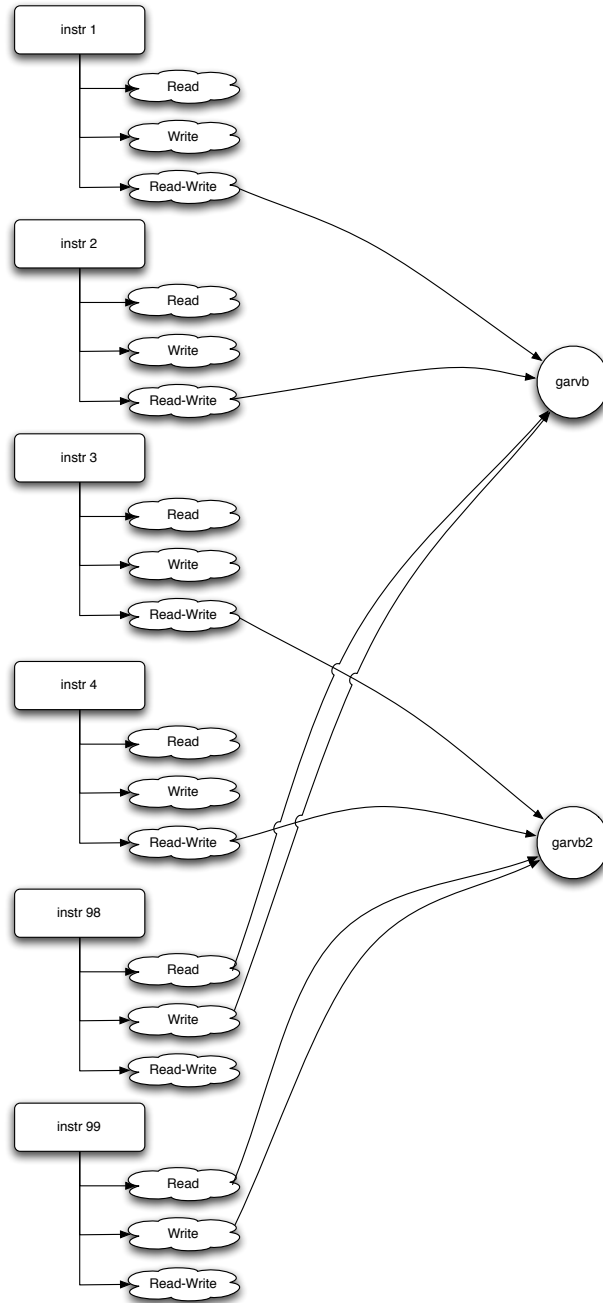 instr 1
Read
Write
Read-Write
instr 2
Read
Write
Read-Write
garvb
instr 3
Read
Write
Read-Write
instr 4
Read
Write
Read-Write
garvb2
instr 98
Read
Write
Read-Write
instr 99
Read
Write
Read-Write